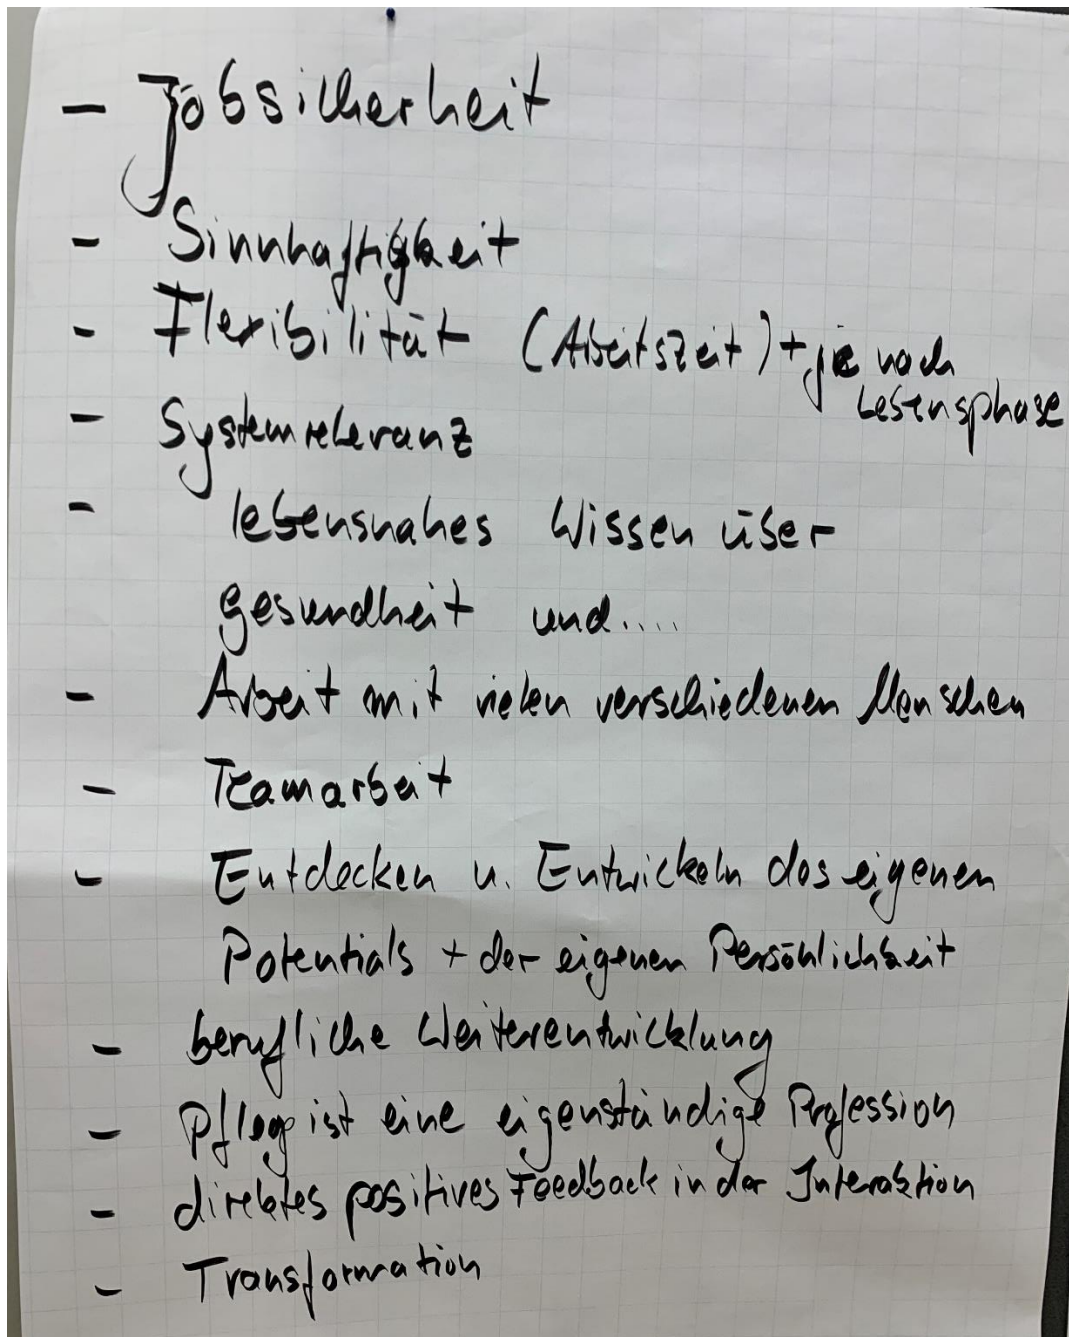 - Jobsicherheit
- Sinnhaftigkeit
- Flexibilität (Arbeitszeit) + je nach
Lebensphase
- Systemrelevanz
- lebensnahes Wissen über
gesundheit und....
- Arbeit mit vielen verschiedenen Menschen
- Teamarbeit
- Entdecken u. Entwickeln des eigenen
Potentials + der eigenen Persönlichkeit
- berufliche Weiterentwicklung
- Pflege ist eine eigenständige Profession
- direktes positives Feedback in der Interaktion
- Transformation